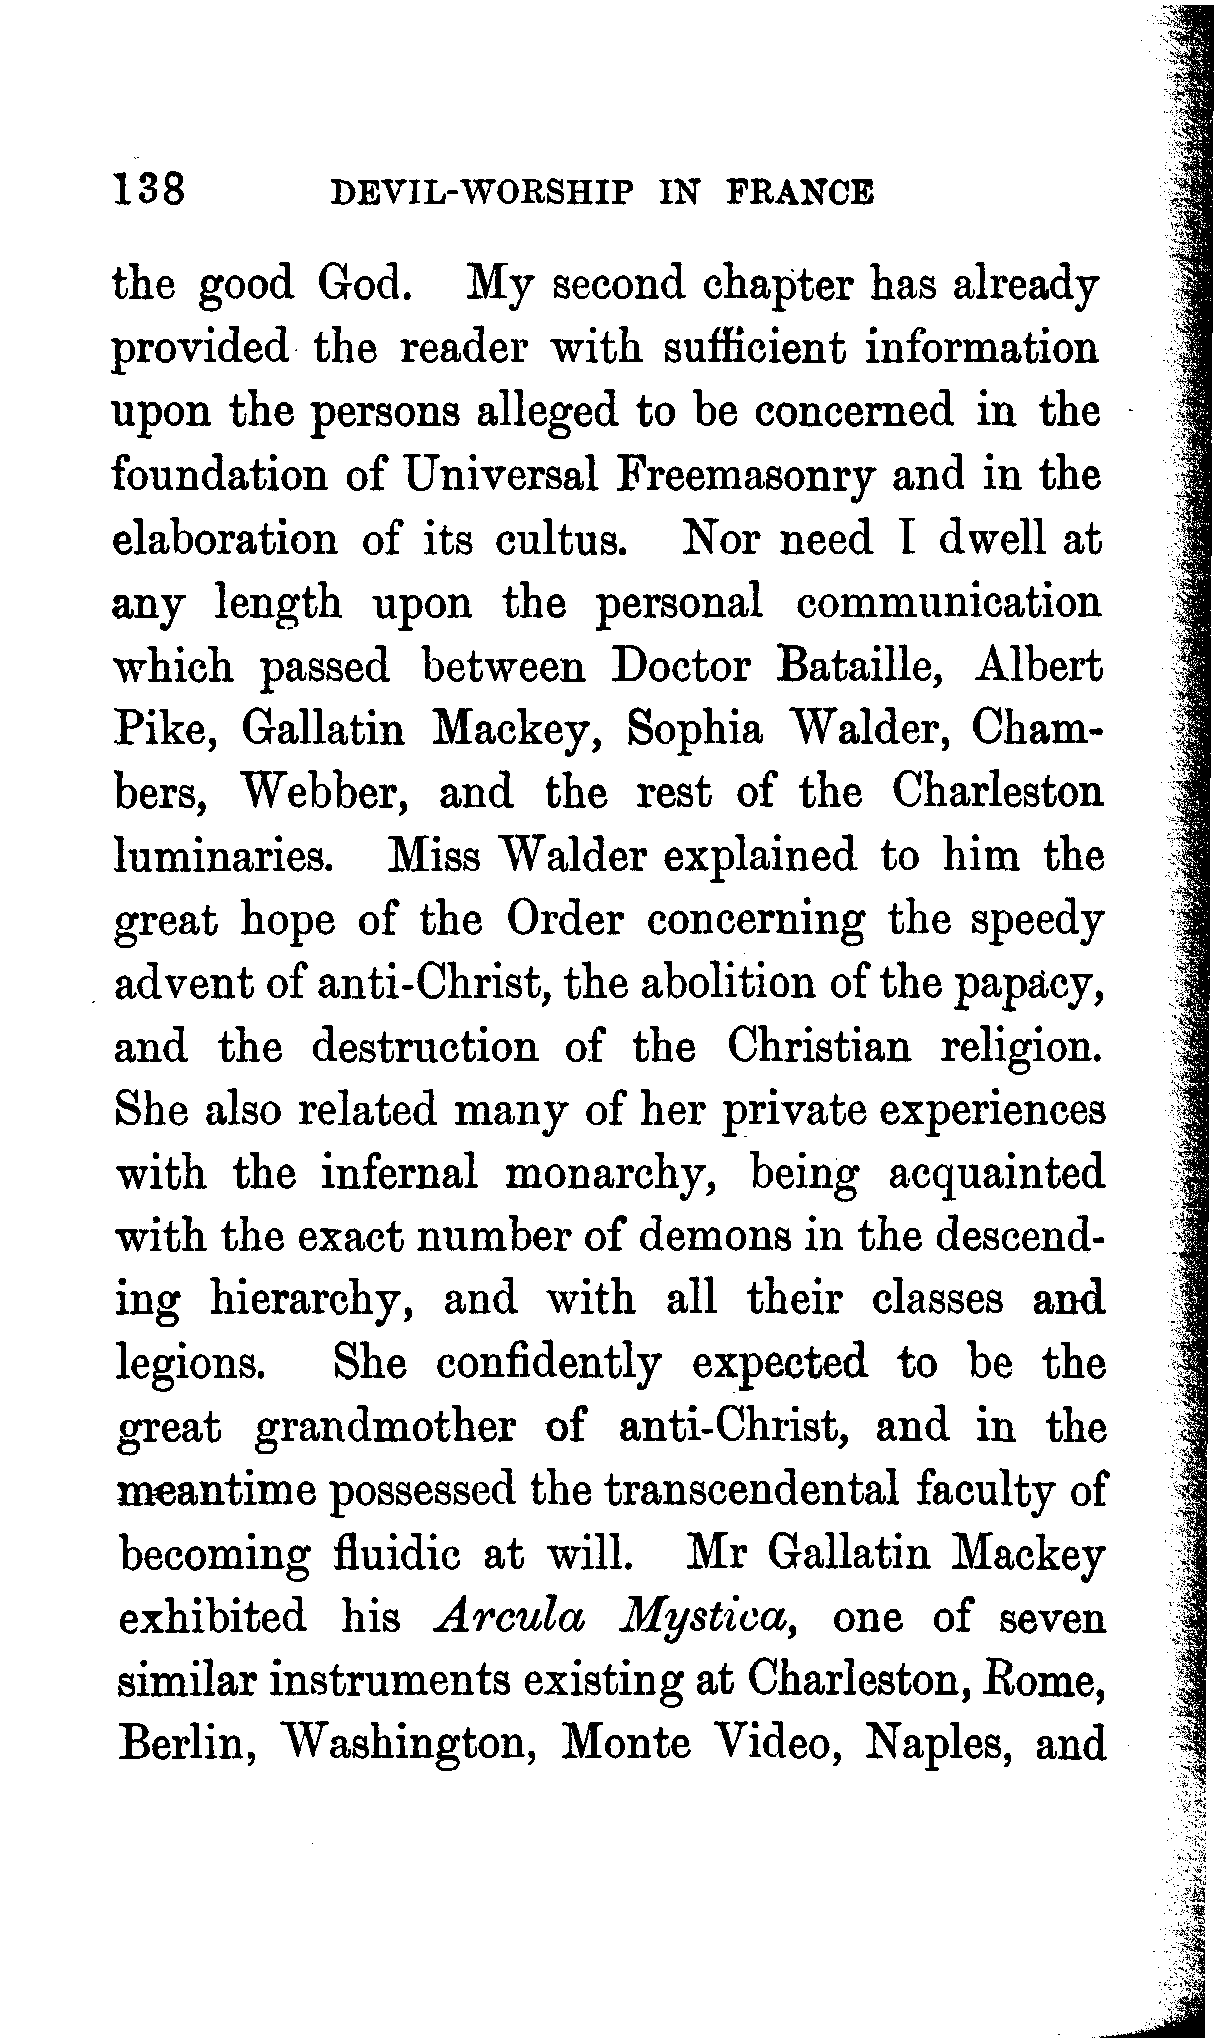 138 DEVIL-WORSHIP IN FRANCE
the good God. My second chapter has already
provided the reader with sufficient information
upon the persons alleged to be concerned in the
foundation of Universal Freemasonry and in the
elaboration of its cultus. Nor need I dwell at
any length upon the personal communication
which passed between Doctor Bataille, Albert
Pike, Gallatin Mackey, Sophia Walder, Cham-
bers, Webber, and the rest of the Charleston
luminaries. Miss Walder explained to him the
great hope of the Order concerning the speedy
advent of anti-Christ, the abolition of the papacy,
and the destruction of the Christian religion.
She also related many of her private experiences
with the infernal monarchy, being acquainted
with the exact number of demons in the descend-
ing hierarchy, and with all their classes and
legions. She confidently expected to be the
great grandmother of anti-Christ, and in the
meantime possessed the transcendental faculty of
becoming fluidic at will. Mr Gallatin Mackey
exhibited his Arcula Mystica, one of seven
similar instruments existing at Charleston, Rome,
Berlin, Washington, Monte Video, Naples, and